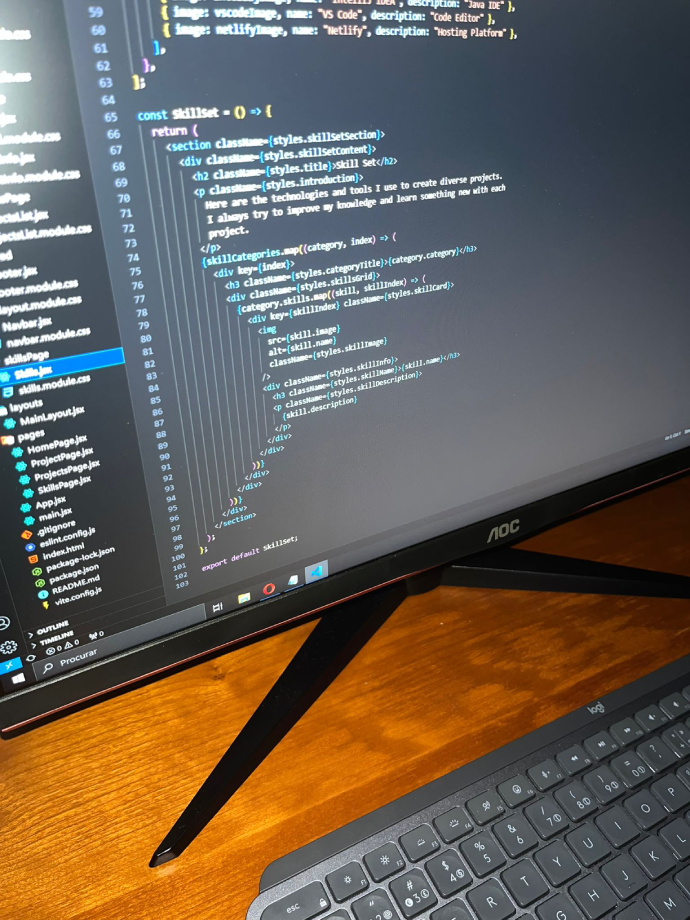 59
{ image: vscodeImage, name: "VS Code", description: "Code Editor" },
60
{ image: netlifyImage, name: "Netlify", description: "Hosting Platform" },
61
],
62
},
63
];
64
65
const SkillSet = () => {
66
return (
67
<section className={styles.skillSetSection}>
68
<div className={styles.skillSetContent}>
69
<h2 className={styles.title}>Skill Set</h2>
70
<p className={styles.introduction}>
71
Here are the technologies and tools I use to create diverse projects.
72
I always try to improve my knowledge and learn something new with each
73
project.
74
</p>
75
{skillCategories.map((category, index) => (
76
<div key={index}>
77
<h3 className={styles.categoryTitle}>{category.category}</h3>
78
<div className={styles.skillsGrid}>
79
{category.skills.map((skill, skillIndex) => (
80
<div key={skillIndex} className={styles.skillCard}>
81
<img
82
src={skill.image}
83
alt={skill.name}
84
className={styles.skillImage}
85
/>
86
<div className={styles.skillInfo}>
87
<h3 className={styles.skillName}>{skill.name}</h3>
88
<p className={styles.skillDescription}>
89
{skill.description}
90
</p>
91
</div>
92
</div>
93
))}
94
</div>
95
</div>
96
))}
97
</div>
98
</section>
99
);
100
};
101
102
export default SkillSet;
103
Navbar.jsx
navbar.module.css
skillsPage
Skills.jsx
skills.module.css
layouts
MainLayout.jsx
pages
HomePage.jsx
ProjectPage.jsx
ProjectsPage.jsx
SkillsPage.jsx
App.jsx
main.jsx
.gitignore
eslint.config.js
index.html
package-lock.json
package.json
README.md
vite.config.js
OUTLINE
TIMELINE
0 0 0
Procurar
AOC
logi
esc
# 3
$ 4
% 5
& 6
/ 7
( 8
) 9
= 0
?
R T Y U I O P
G H J K L
N M